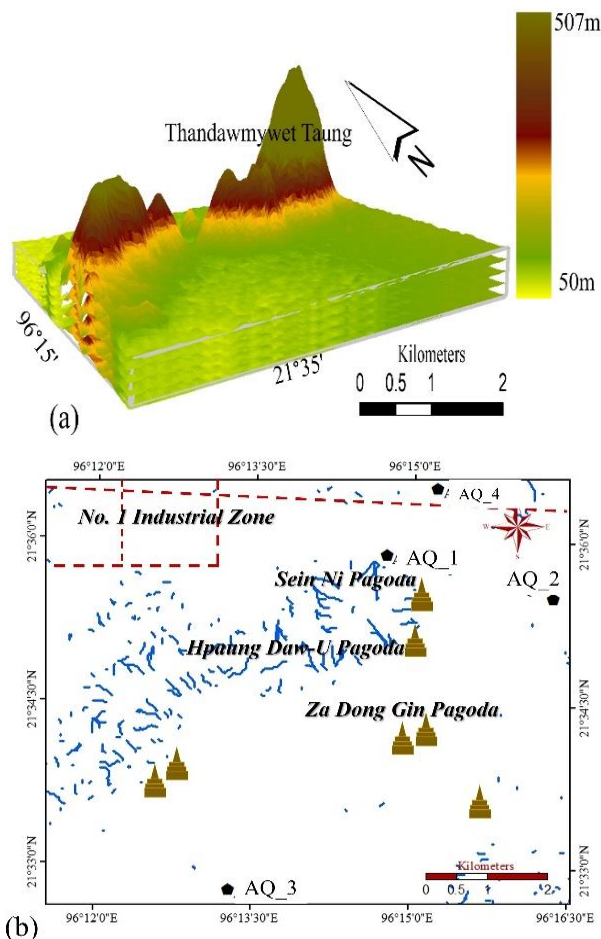 507m
Thandawmywet Taung
N
50m
96°15'
21°35'
Kilometers
0 0.5 1 2
(a)
96°12'0"E 96°13'30"E 96°15'0"E
AQ_4
No. 1 Industrial Zone
W E
21°36'0"N 21°36'0"N
AQ_1
Sein Ni Pagoda
AQ_2
Hpaung Daw-U Pagoda
21°34'30"N 21°34'30"N
Za Dong Gin Pagoda
21°33'0"N 21°33'0"N
Kilometers
0 0.5 1 2
AQ_3
96°12'0"E 96°13'30"E 96°15'0"E 96°16'30"E
(b)